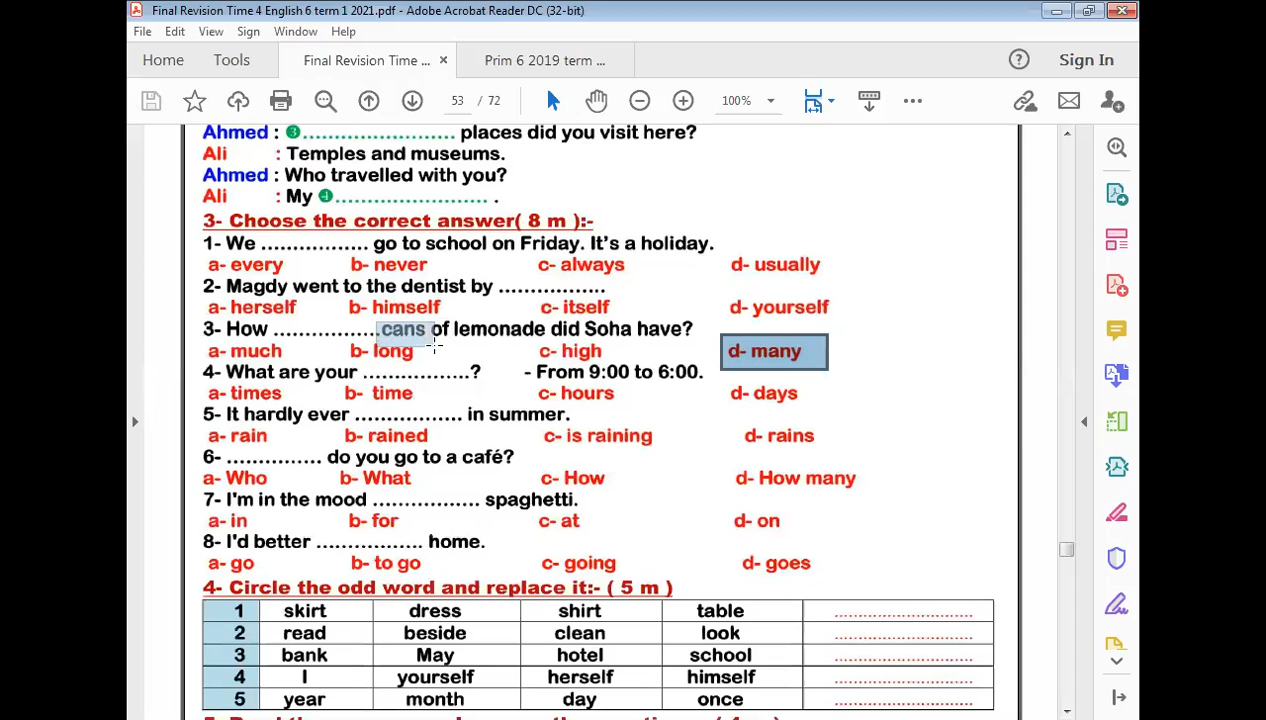 Final Revision Time 4 English 6 term 1 2021.pdf - Adobe Acrobat Reader DC (32-bit)
File Edit View Sign Window Help
Home Tools Final Revision Time ... × Prim 6 2019 term ... Sign In
53 / 72 100%
Ahmed : ❸........................... places did you visit here?
Ali : Temples and museums.
Ahmed : Who travelled with you?
Ali : My ❹........................... .
3- Choose the correct answer( 8 m ):-
1- We .................. go to school on Friday. It's a holiday.
a- every b- never c- always d- usually
2- Magdy went to the dentist by ..................
a- herself b- himself c- itself d- yourself
3- How ..................cans of lemonade did Soha have?
a- much b- long c- high d- many
4- What are your ..................? - From 9:00 to 6:00.
a- times b- time c- hours d- days
5- It hardly ever .................. in summer.
a- rain b- rained c- is raining d- rains
6- ................ do you go to a café?
a- Who b- What c- How d- How many
7- I'm in the mood .................. spaghetti.
a- in b- for c- at d- on
8- I'd better .................. home.
a- go b- to go c- going d- goes
4- Circle the odd word and replace it:- ( 5 m )
1 skirt dress shirt table ..........................
2 read beside clean look ..........................
3 bank May hotel school ..........................
4 I yourself herself himself ..........................
5 year month day once ..........................